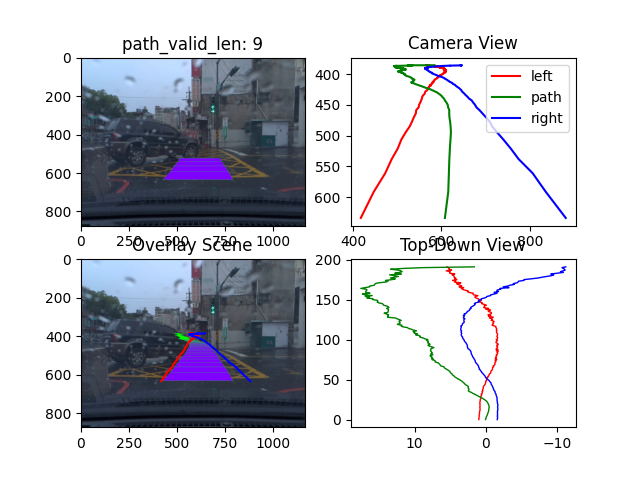 path_valid_len: 9
0
200
400
600
800
0 250 500 750 1000
Camera View
400
450
500
550
600
400 600 800
left
path
right
Overlay Scene
0
200
400
600
800
0 250 500 750 1000
Top-Down View
200
150
100
50
0
10 0 −10